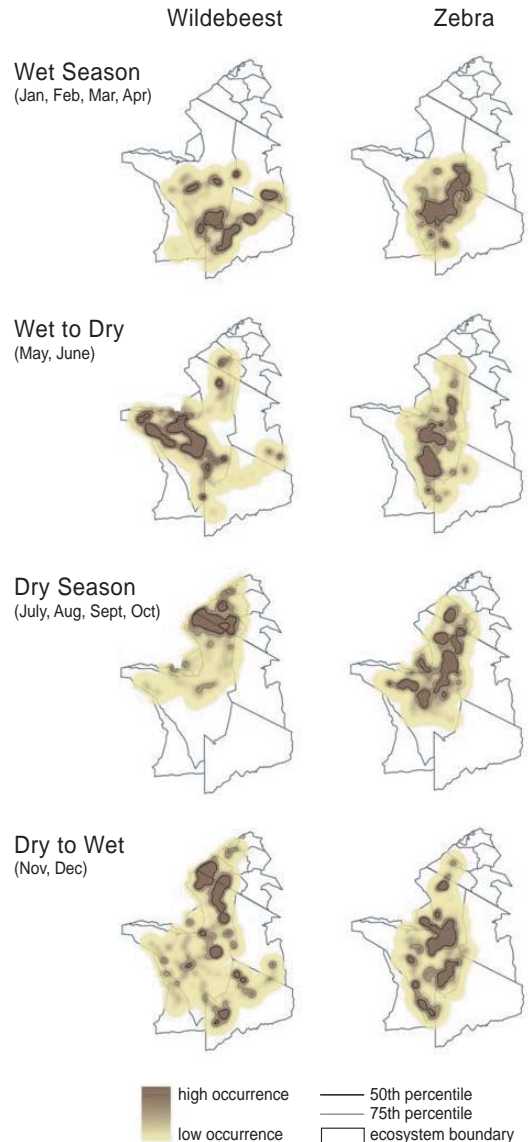 Wildebeest
Zebra
Wet Season
(Jan, Feb, Mar, Apr)
Wet to Dry
(May, June)
Dry Season
(July, Aug, Sept, Oct)
Dry to Wet
(Nov, Dec)
high occurrence
low occurrence
50th percentile
75th percentile
ecosystem boundary